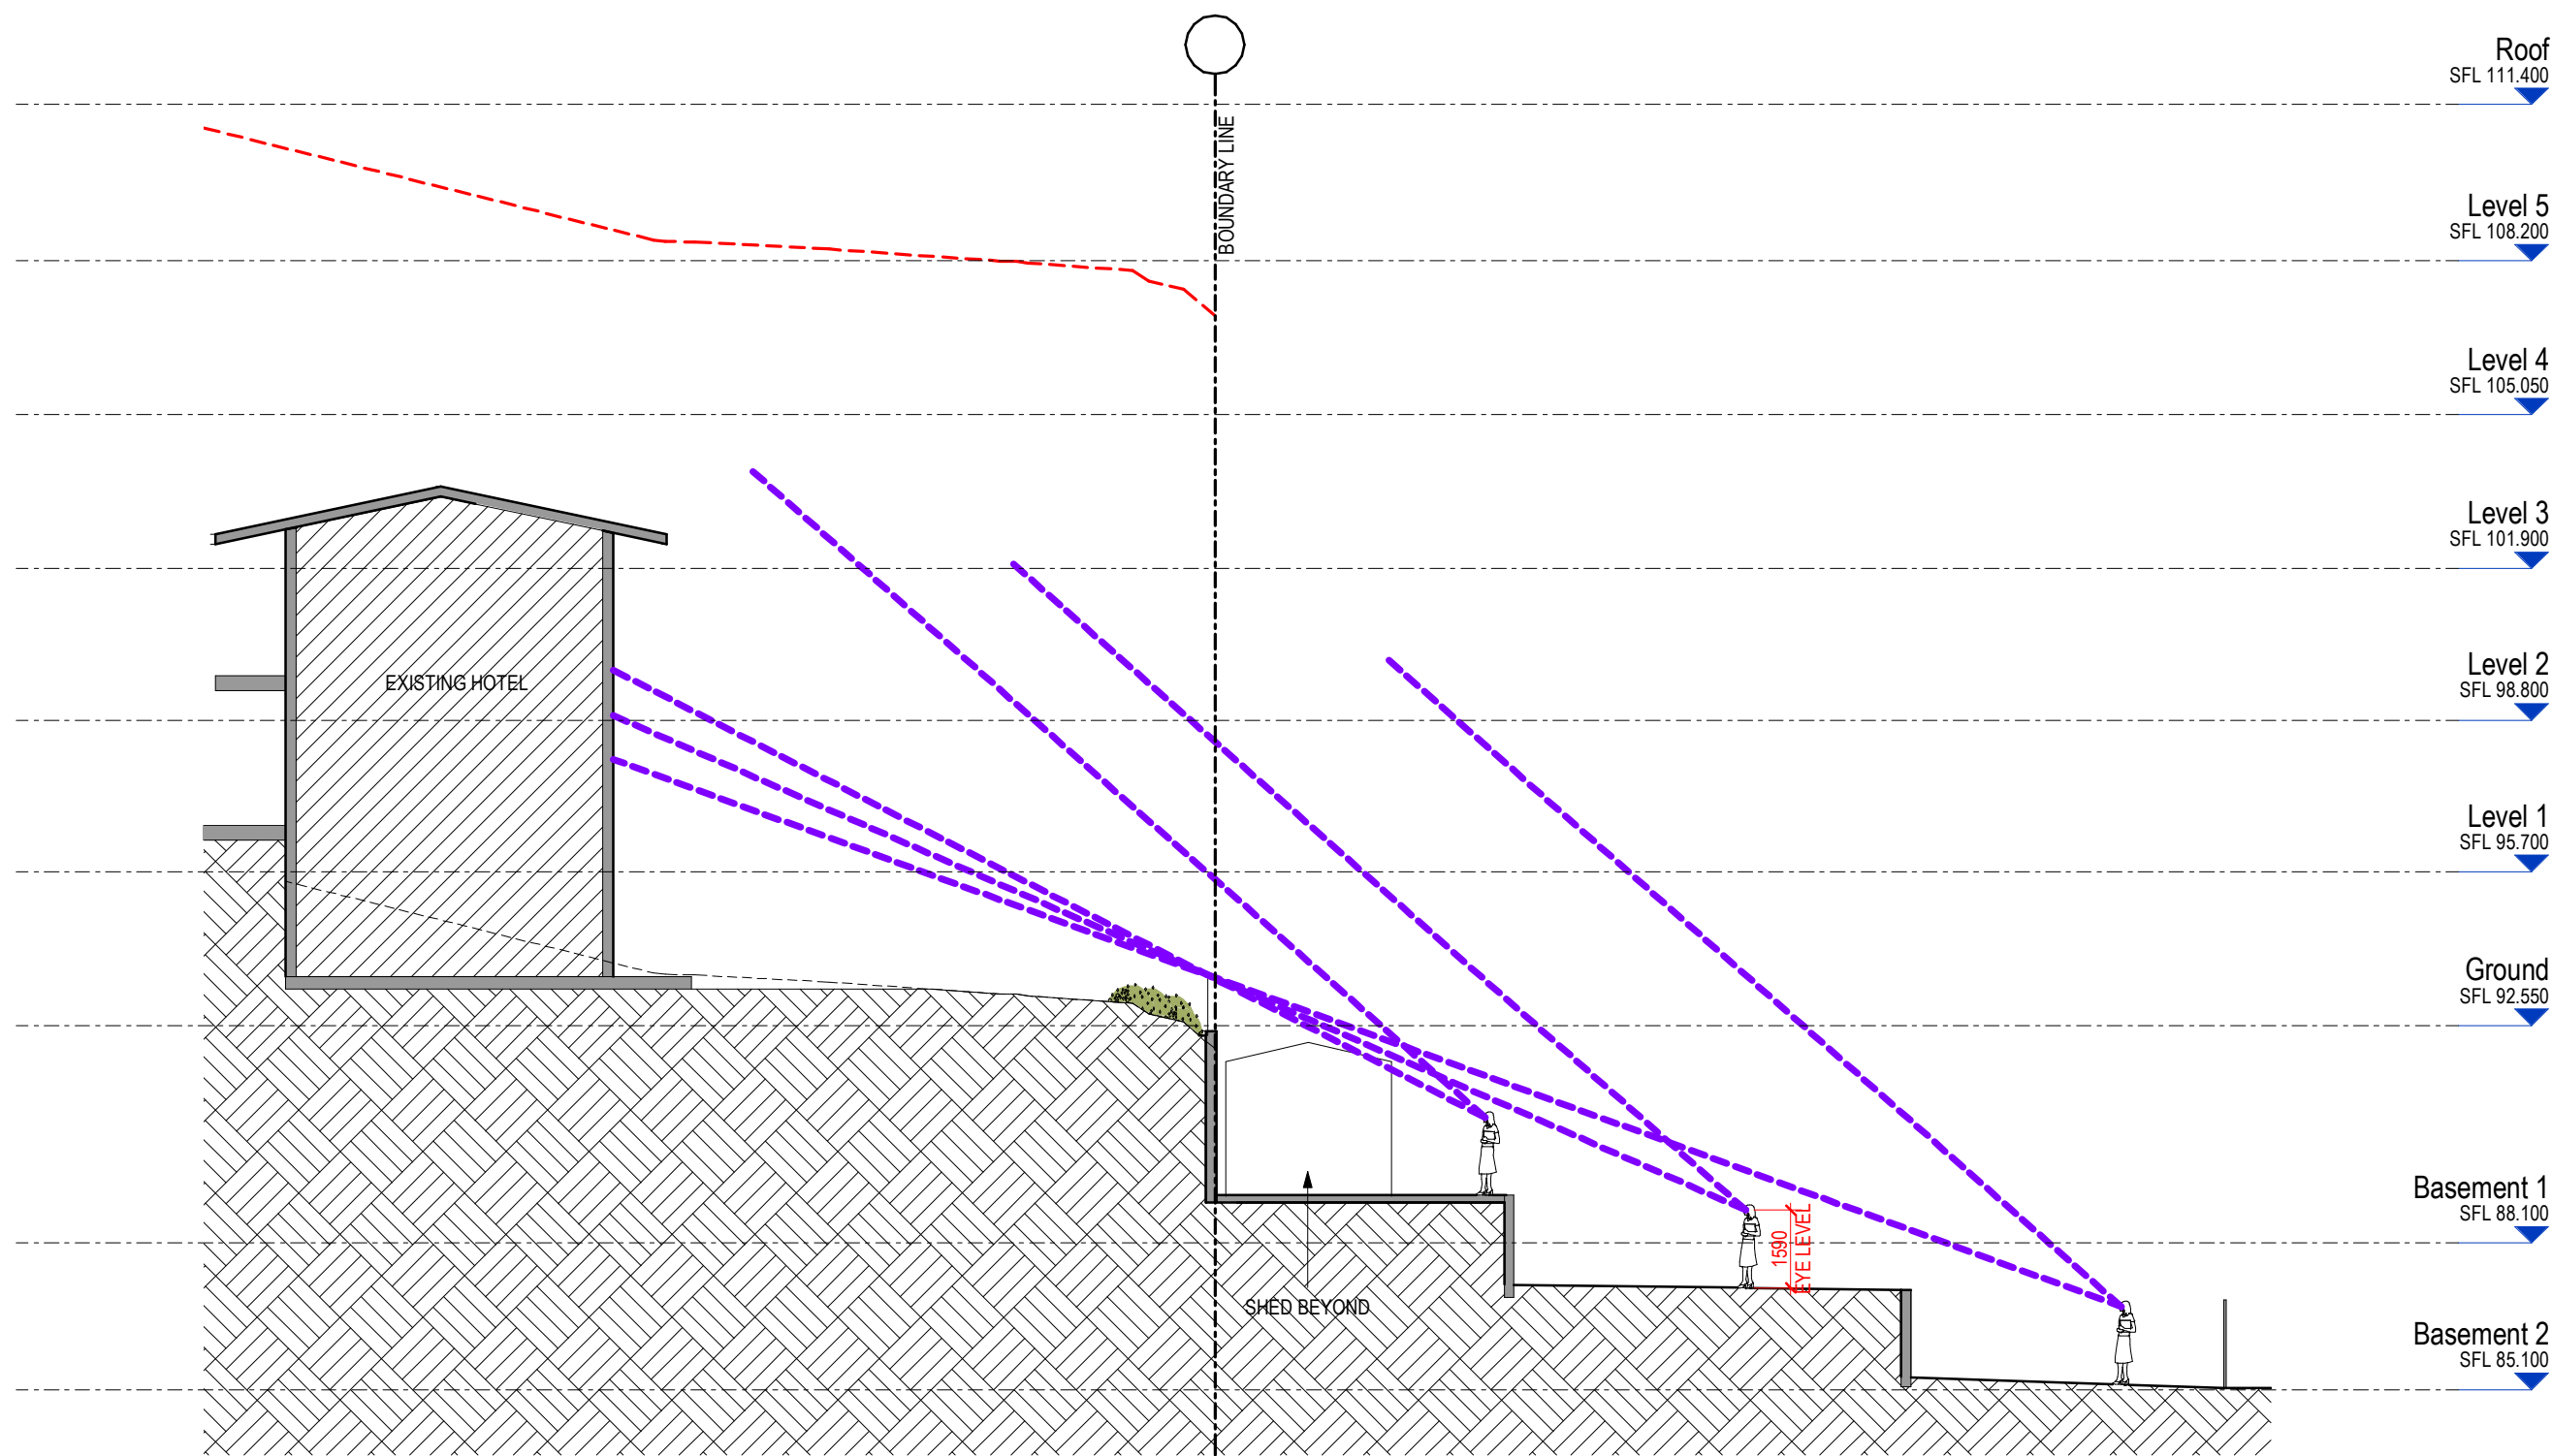 Roof
SFL 111.400
BOUNDARY LINE
Level 5
SFL 108.200
Level 4
SFL 105.050
Level 3
SFL 101.900
Level 2
SFL 98.800
EXISTING HOTEL
Level 1
SFL 95.700
Ground
SFL 92.550
Basement 1
SFL 88.100
1590
EYE LEVEL
SHED BEYOND
Basement 2
SFL 85.100